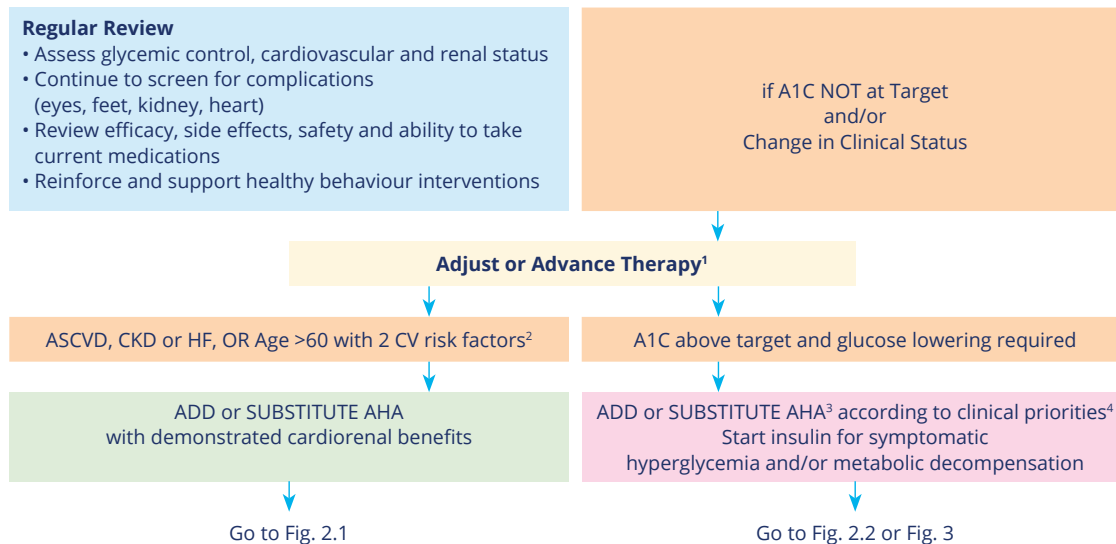 Regular Review
• Assess glycemic control, cardiovascular and renal status
• Continue to screen for complications
(eyes, feet, kidney, heart)
• Review efficacy, side effects, safety and ability to take
current medications
• Reinforce and support healthy behaviour interventions
if A1C NOT at Target
and/or
Change in Clinical Status
Adjust or Advance Therapy¹
ASCVD, CKD or HF, OR Age >60 with 2 CV risk factors²
A1C above target and glucose lowering required
ADD or SUBSTITUTE AHA
with demonstrated cardiorenal benefits
ADD or SUBSTITUTE AHA³ according to clinical priorities⁴
Start insulin for symptomatic
hyperglycemia and/or metabolic decompensation
Go to Fig. 2.1
Go to Fig. 2.2 or Fig. 3